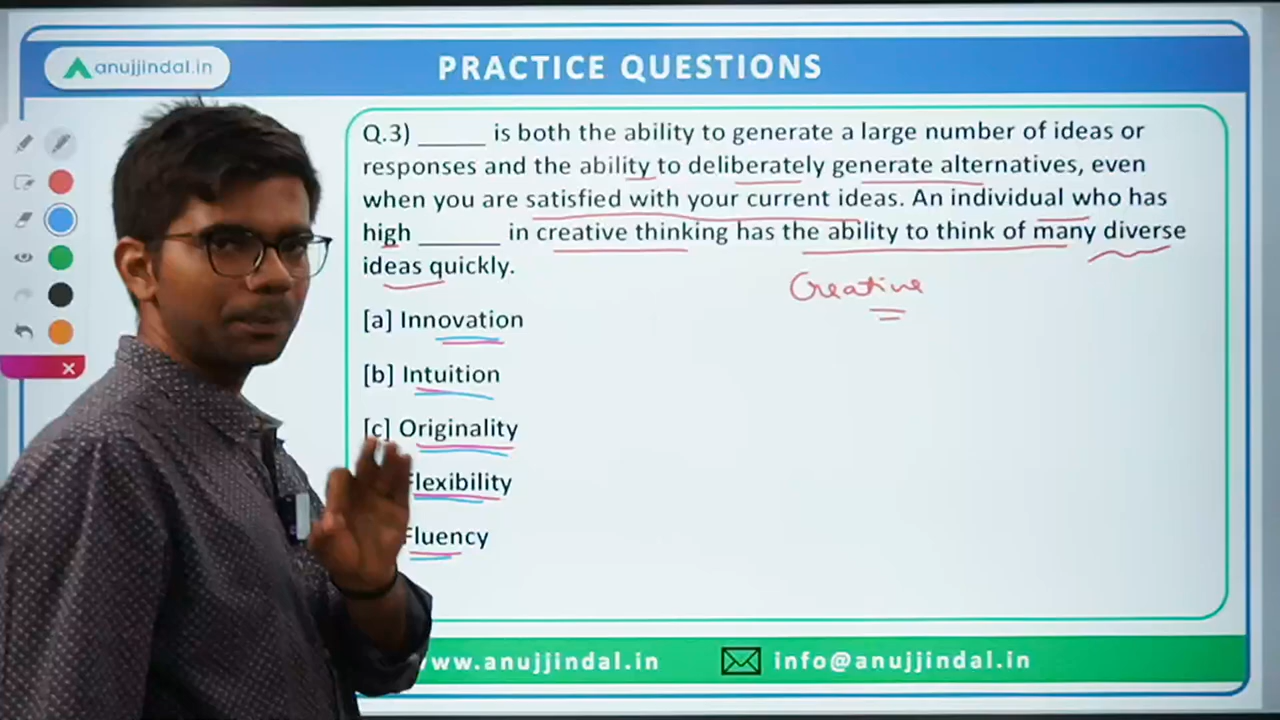 anujjindal.in
PRACTICE QUESTIONS
Q.3) _____ is both the ability to generate a large number of ideas or
responses and the ability to deliberately generate alternatives, even
when you are satisfied with your current ideas. An individual who has
high ______ in creative thinking has the ability to think of many diverse
ideas quickly.
Creative
[a] Innovation
[b] Intuition
[c] Originality
Flexibility
Fluency
www.anujjindal.in
info@anujjindal.in